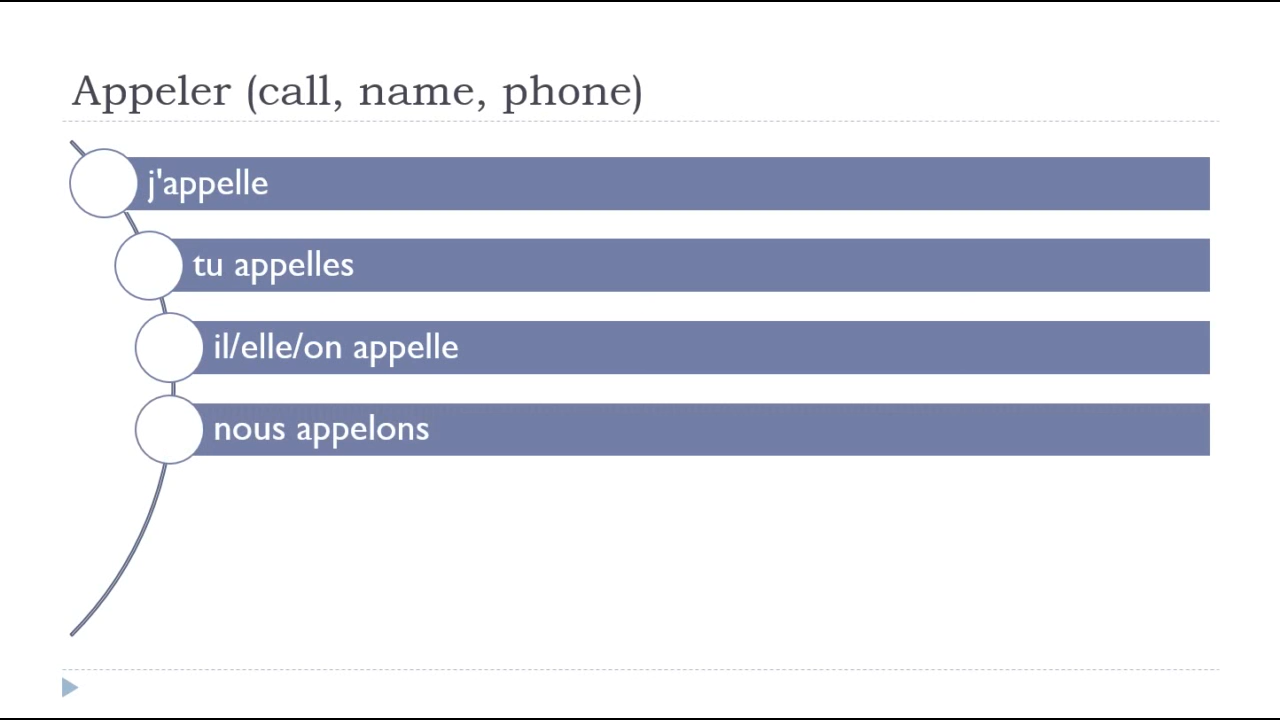 Appeler (call, name, phone)
j'appelle
tu appelles
il/elle/on appelle
nous appelons